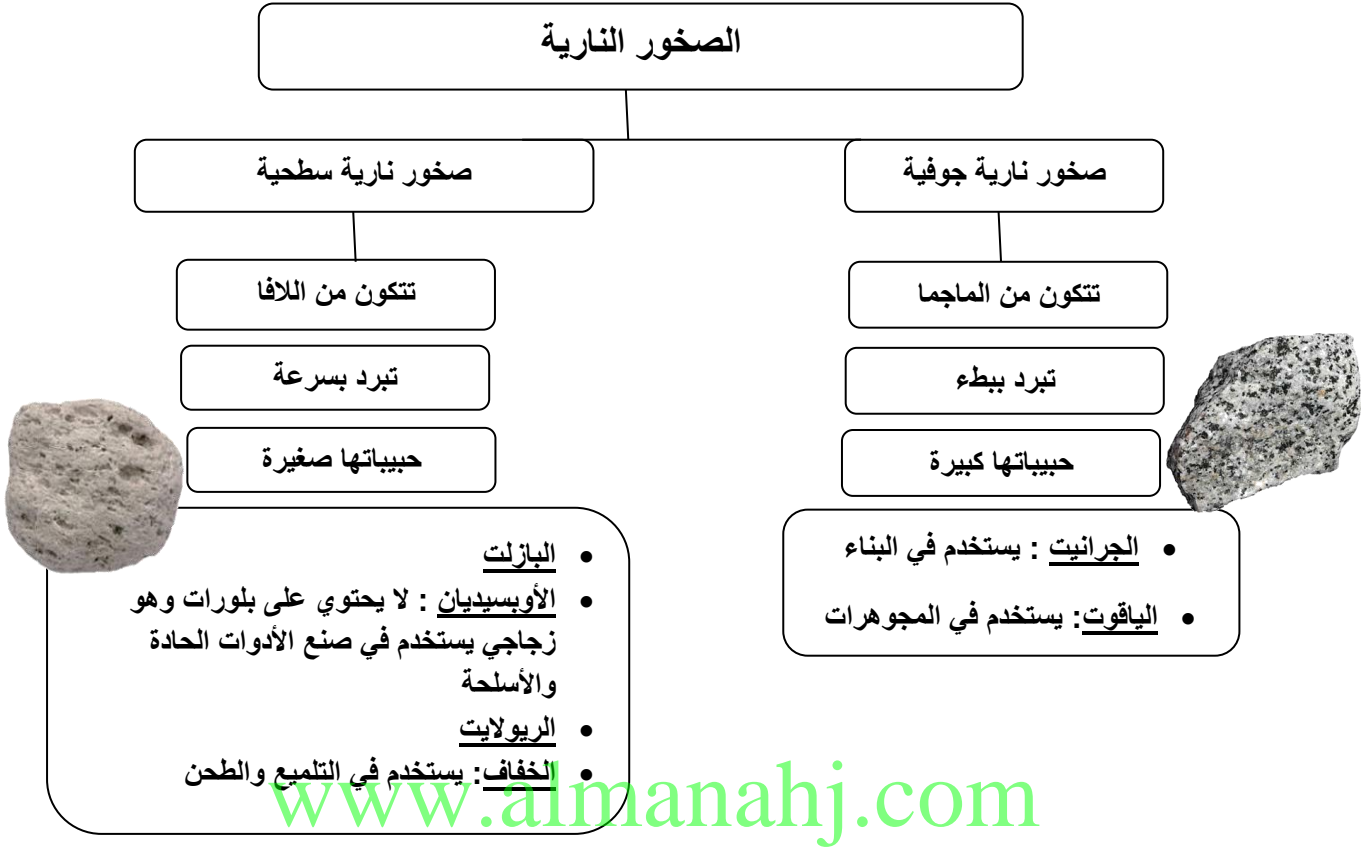 الصخور النارية
صخور نارية جوفية
تتكون من الماجما
تبرد ببطء
حبيباتها كبيرة
• الجرانيت : يستخدم في البناء
• الياقوت: يستخدم في المجوهرات
صخور نارية سطحية
تتكون من اللافا
تبرد بسرعة
حبيباتها صغيرة
• البازلت
• الأوبسيديان : لا يحتوي على بلورات وهو
زجاجي يستخدم في صنع الأدوات الحادة
والأسلحة
• الريولايت
• الخفاف: يستخدم في التلميع والطحن
www.almanahj.com